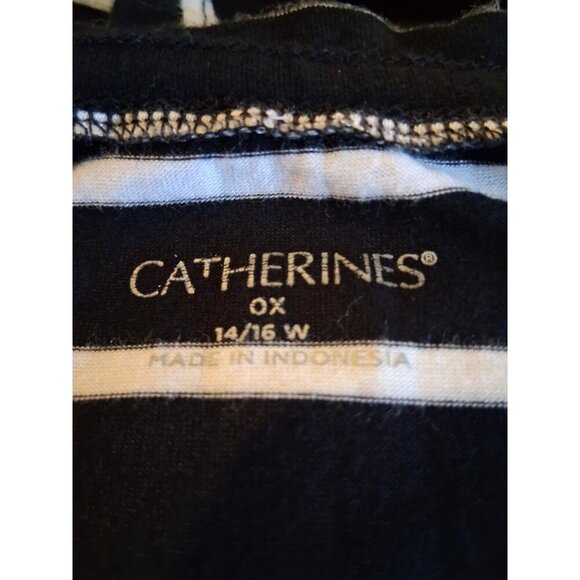 CATHERINES®
0X
14/16 W
MADE IN INDONESIA